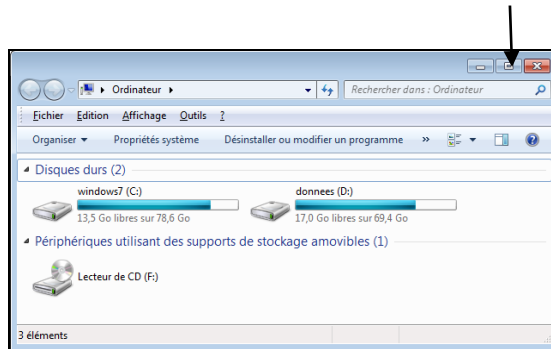 Ordinateur
Rechercher dans : Ordinateur
Fichier Edition Affichage Outils ?
Organiser Propriétés système Désinstaller ou modifier un programme »
Disques durs (2)
windows7 (C:) donnees (D:)
13,5 Go libres sur 78,6 Go 17,0 Go libres sur 69,4 Go
Périphériques utilisant des supports de stockage amovibles (1)
Lecteur de CD (F:)
3 éléments